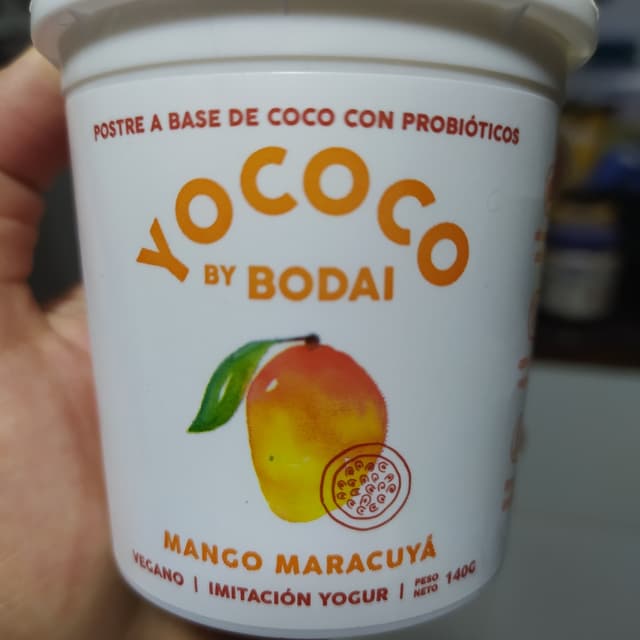 POSTRE A BASE DE COCO CON PROBIÓTICOS
YOCOCO
BY BODAI
MANGO MARACUYÁ
VEGANO | IMITACIÓN YOGUR | PESO NETO 140G